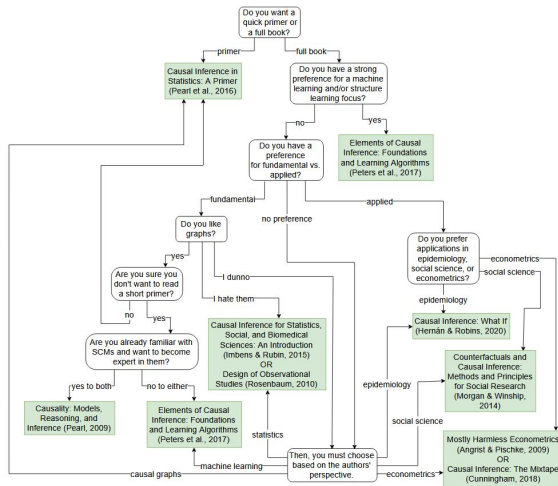 Do you want a
quick primer or
a full book?
primer
full book
Causal Inference in
Statistics: A Primer
(Pearl et al., 2016)
Do you have a strong
preference for a machine
learning and/or structure
learning focus?
no
yes
Do you have a
preference
for fundamental vs.
applied?
Elements of Causal
Inference: Foundations
and Learning Algorithms
(Peters et al., 2017)
fundamental
no preference
applied
Do you like
graphs?
Do you prefer
applications in
epidemiology,
social science, or
econometrics?
econometrics
social science
yes
I dunno
I hate them
Are you sure you
don't want to read
a short primer?
epidemiology
no
yes
Causal Inference: What If
(Hernán & Robins, 2020)
Causal Inference for Statistics,
Social, and Biomedical
Sciences: An Introduction
(Imbens & Rubin, 2015)
OR
Design of Observational
Studies (Rosenbaum, 2010)
Are you already familiar with
SCMs and want to become
expert in them?
Counterfactuals and
Causal Inference:
Methods and Principles
for Social Research
(Morgan & Winship,
2014)
yes to both
no to either
epidemiology
Causality: Models,
Reasoning, and
Inference (Pearl, 2009)
Elements of Causal
Inference: Foundations
and Learning Algorithms
(Peters et al., 2017)
statistics
social science
Mostly Harmless Econometrics
(Angrist & Pischke, 2009)
OR
Causal Inference: The Mixtape
(Cunningham, 2018)
Then, you must choose
based on the authors'
perspective.
machine learning
causal graphs
econometrics